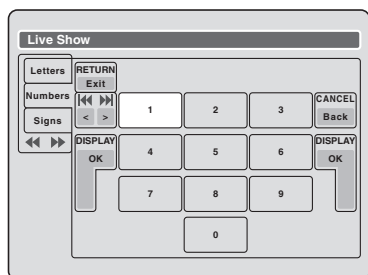 Live Show
Letters
Numbers
Signs
RETURN
Exit
< >
DISPLAY
OK
1 2 3
4 5 6
7 8 9
0
CANCEL
Back
DISPLAY
OK